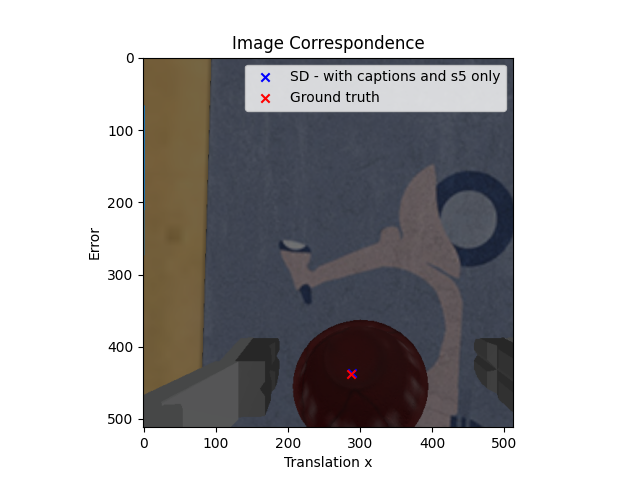 Image Correspondence
SD - with captions and s5 only
Ground truth
Error
0
100
200
300
400
500
0 100 200 300 400 500
Translation x